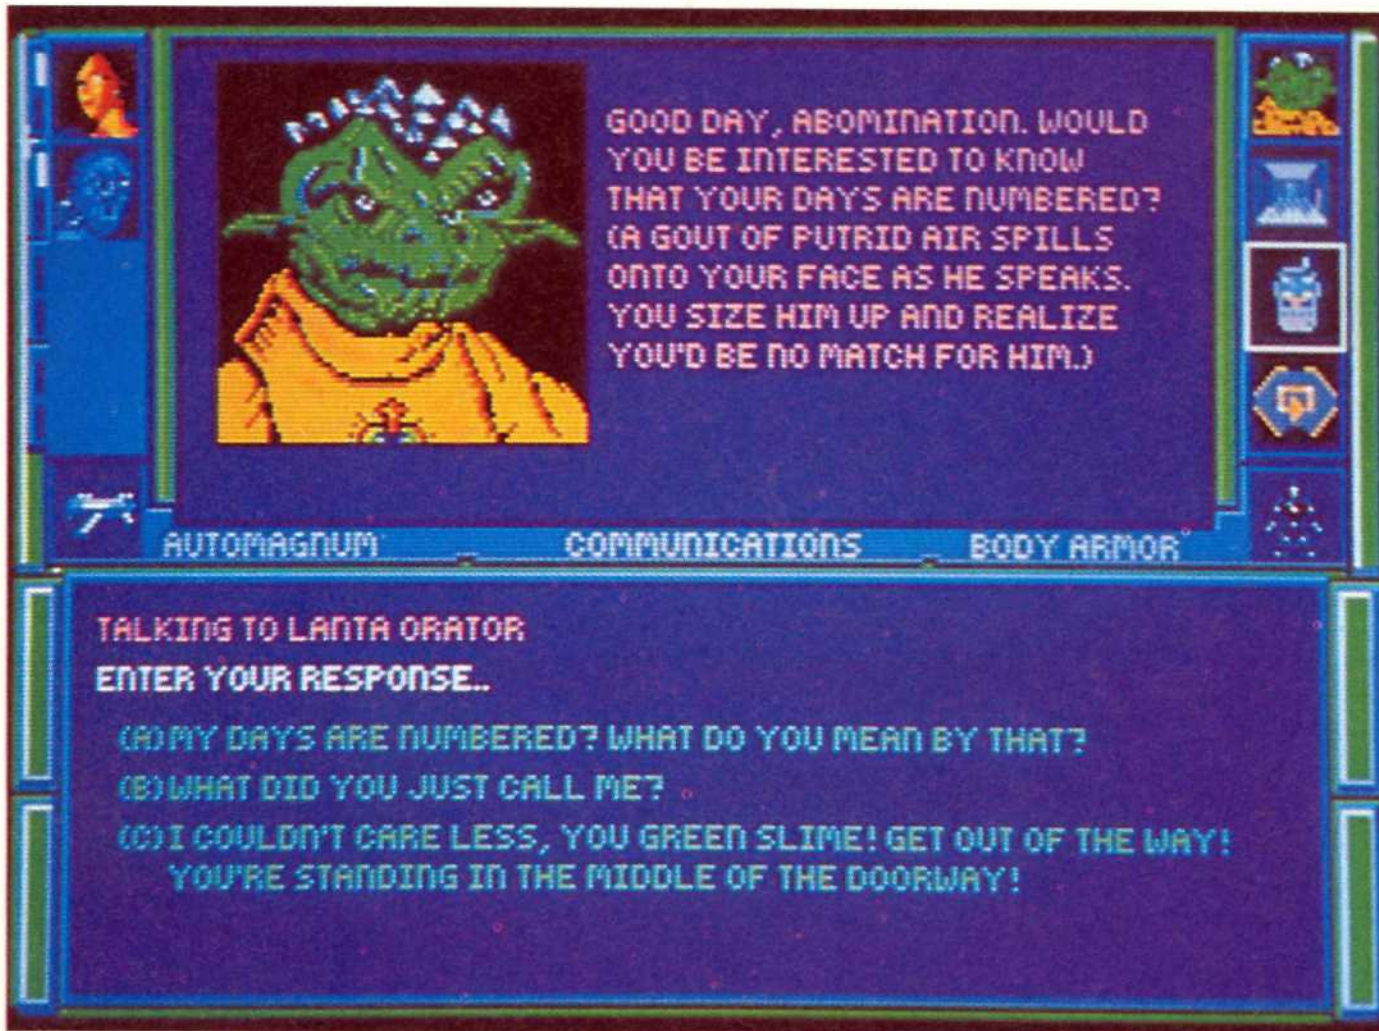 GOOD DAY, ABOMINATION. WOULD
YOU BE INTERESTED TO KNOW
THAT YOUR DAYS ARE NUMBERED?
(A GOUT OF PUTRID AIR SPILLS
ONTO YOUR FACE AS HE SPEAKS.
YOU SIZE HIM UP AND REALIZE
YOU'D BE NO MATCH FOR HIM.)
AUTOMAGNUM COMMUNICATIONS BODY ARMOR
TALKING TO LANTA ORATOR
ENTER YOUR RESPONSE..
(A)MY DAYS ARE NUMBERED? WHAT DO YOU MEAN BY THAT?
(B)WHAT DID YOU JUST CALL ME?
(C)I COULDN'T CARE LESS, YOU GREEN SLIME! GET OUT OF THE WAY!
YOU'RE STANDING IN THE MIDDLE OF THE DOORWAY!